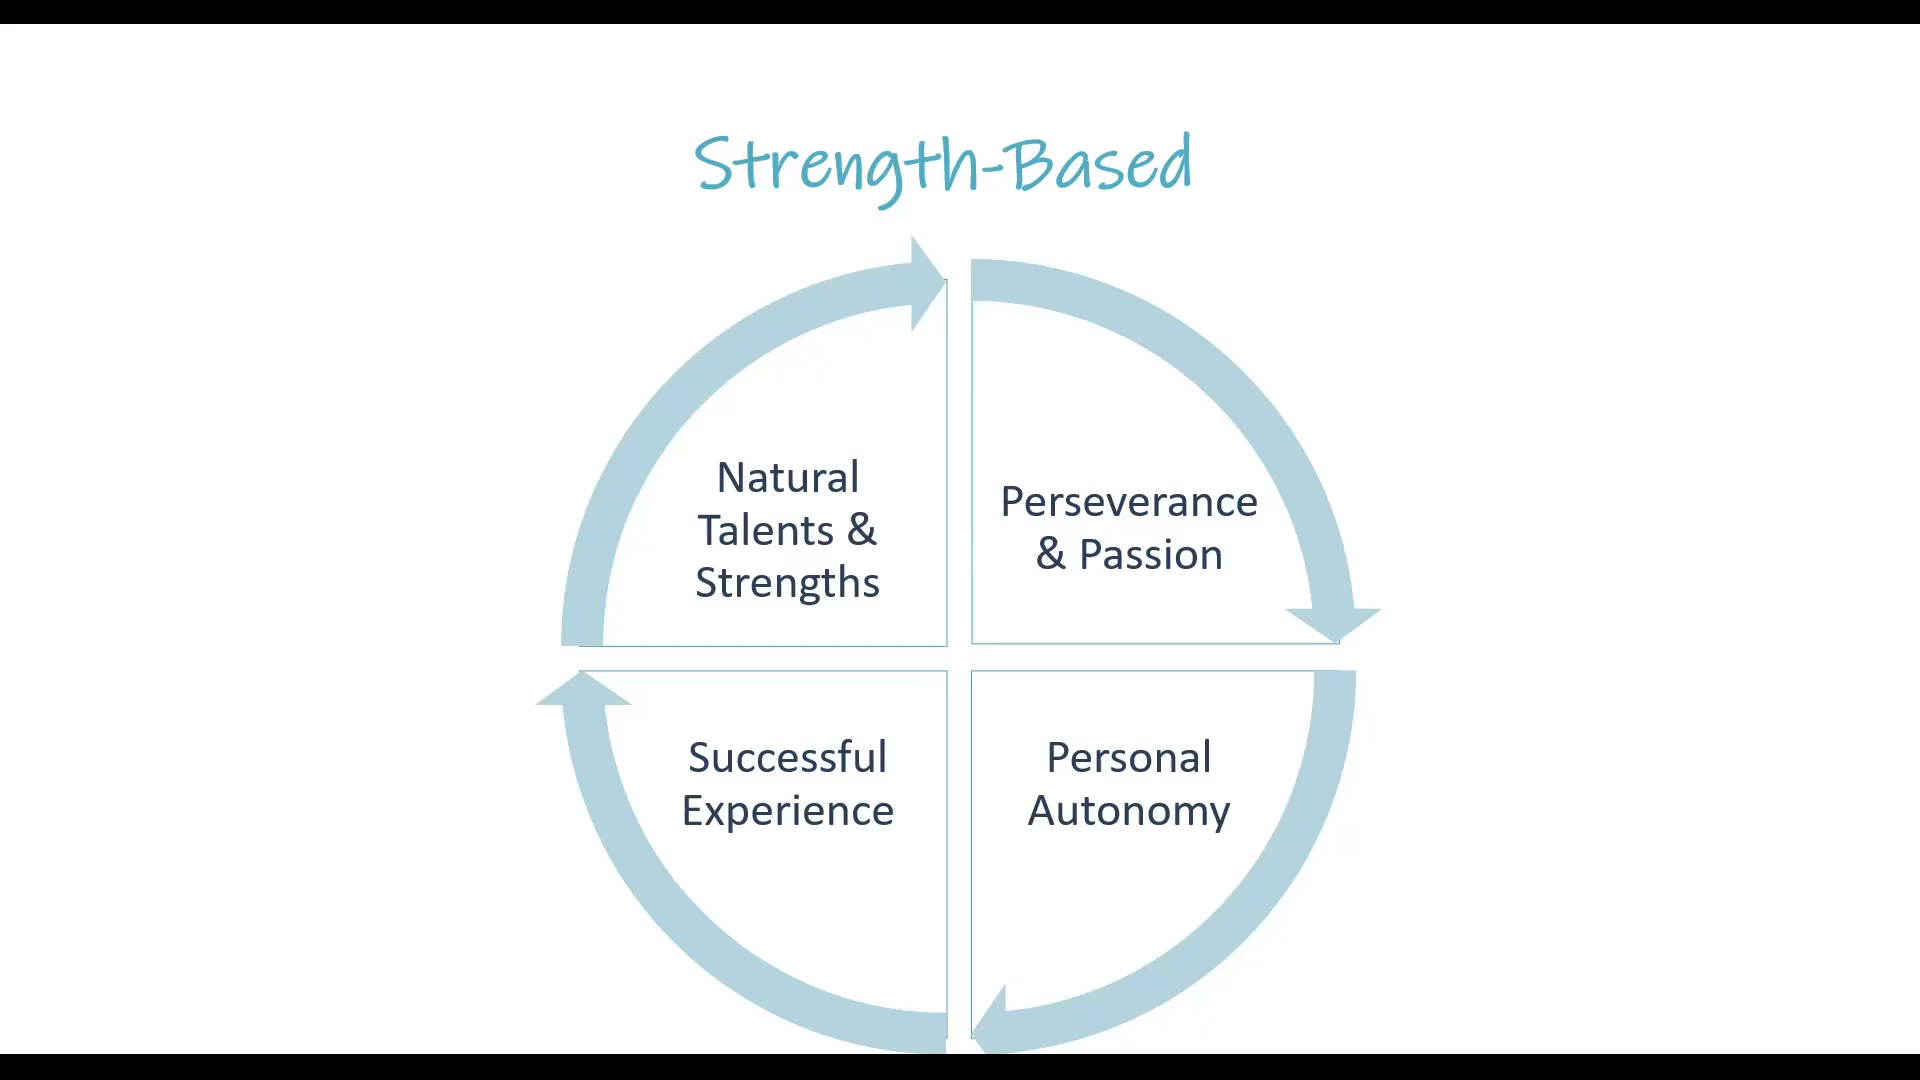 Strength-Based
Natural
Talents &
Strengths
Perseverance
& Passion
Successful
Experience
Personal
Autonomy